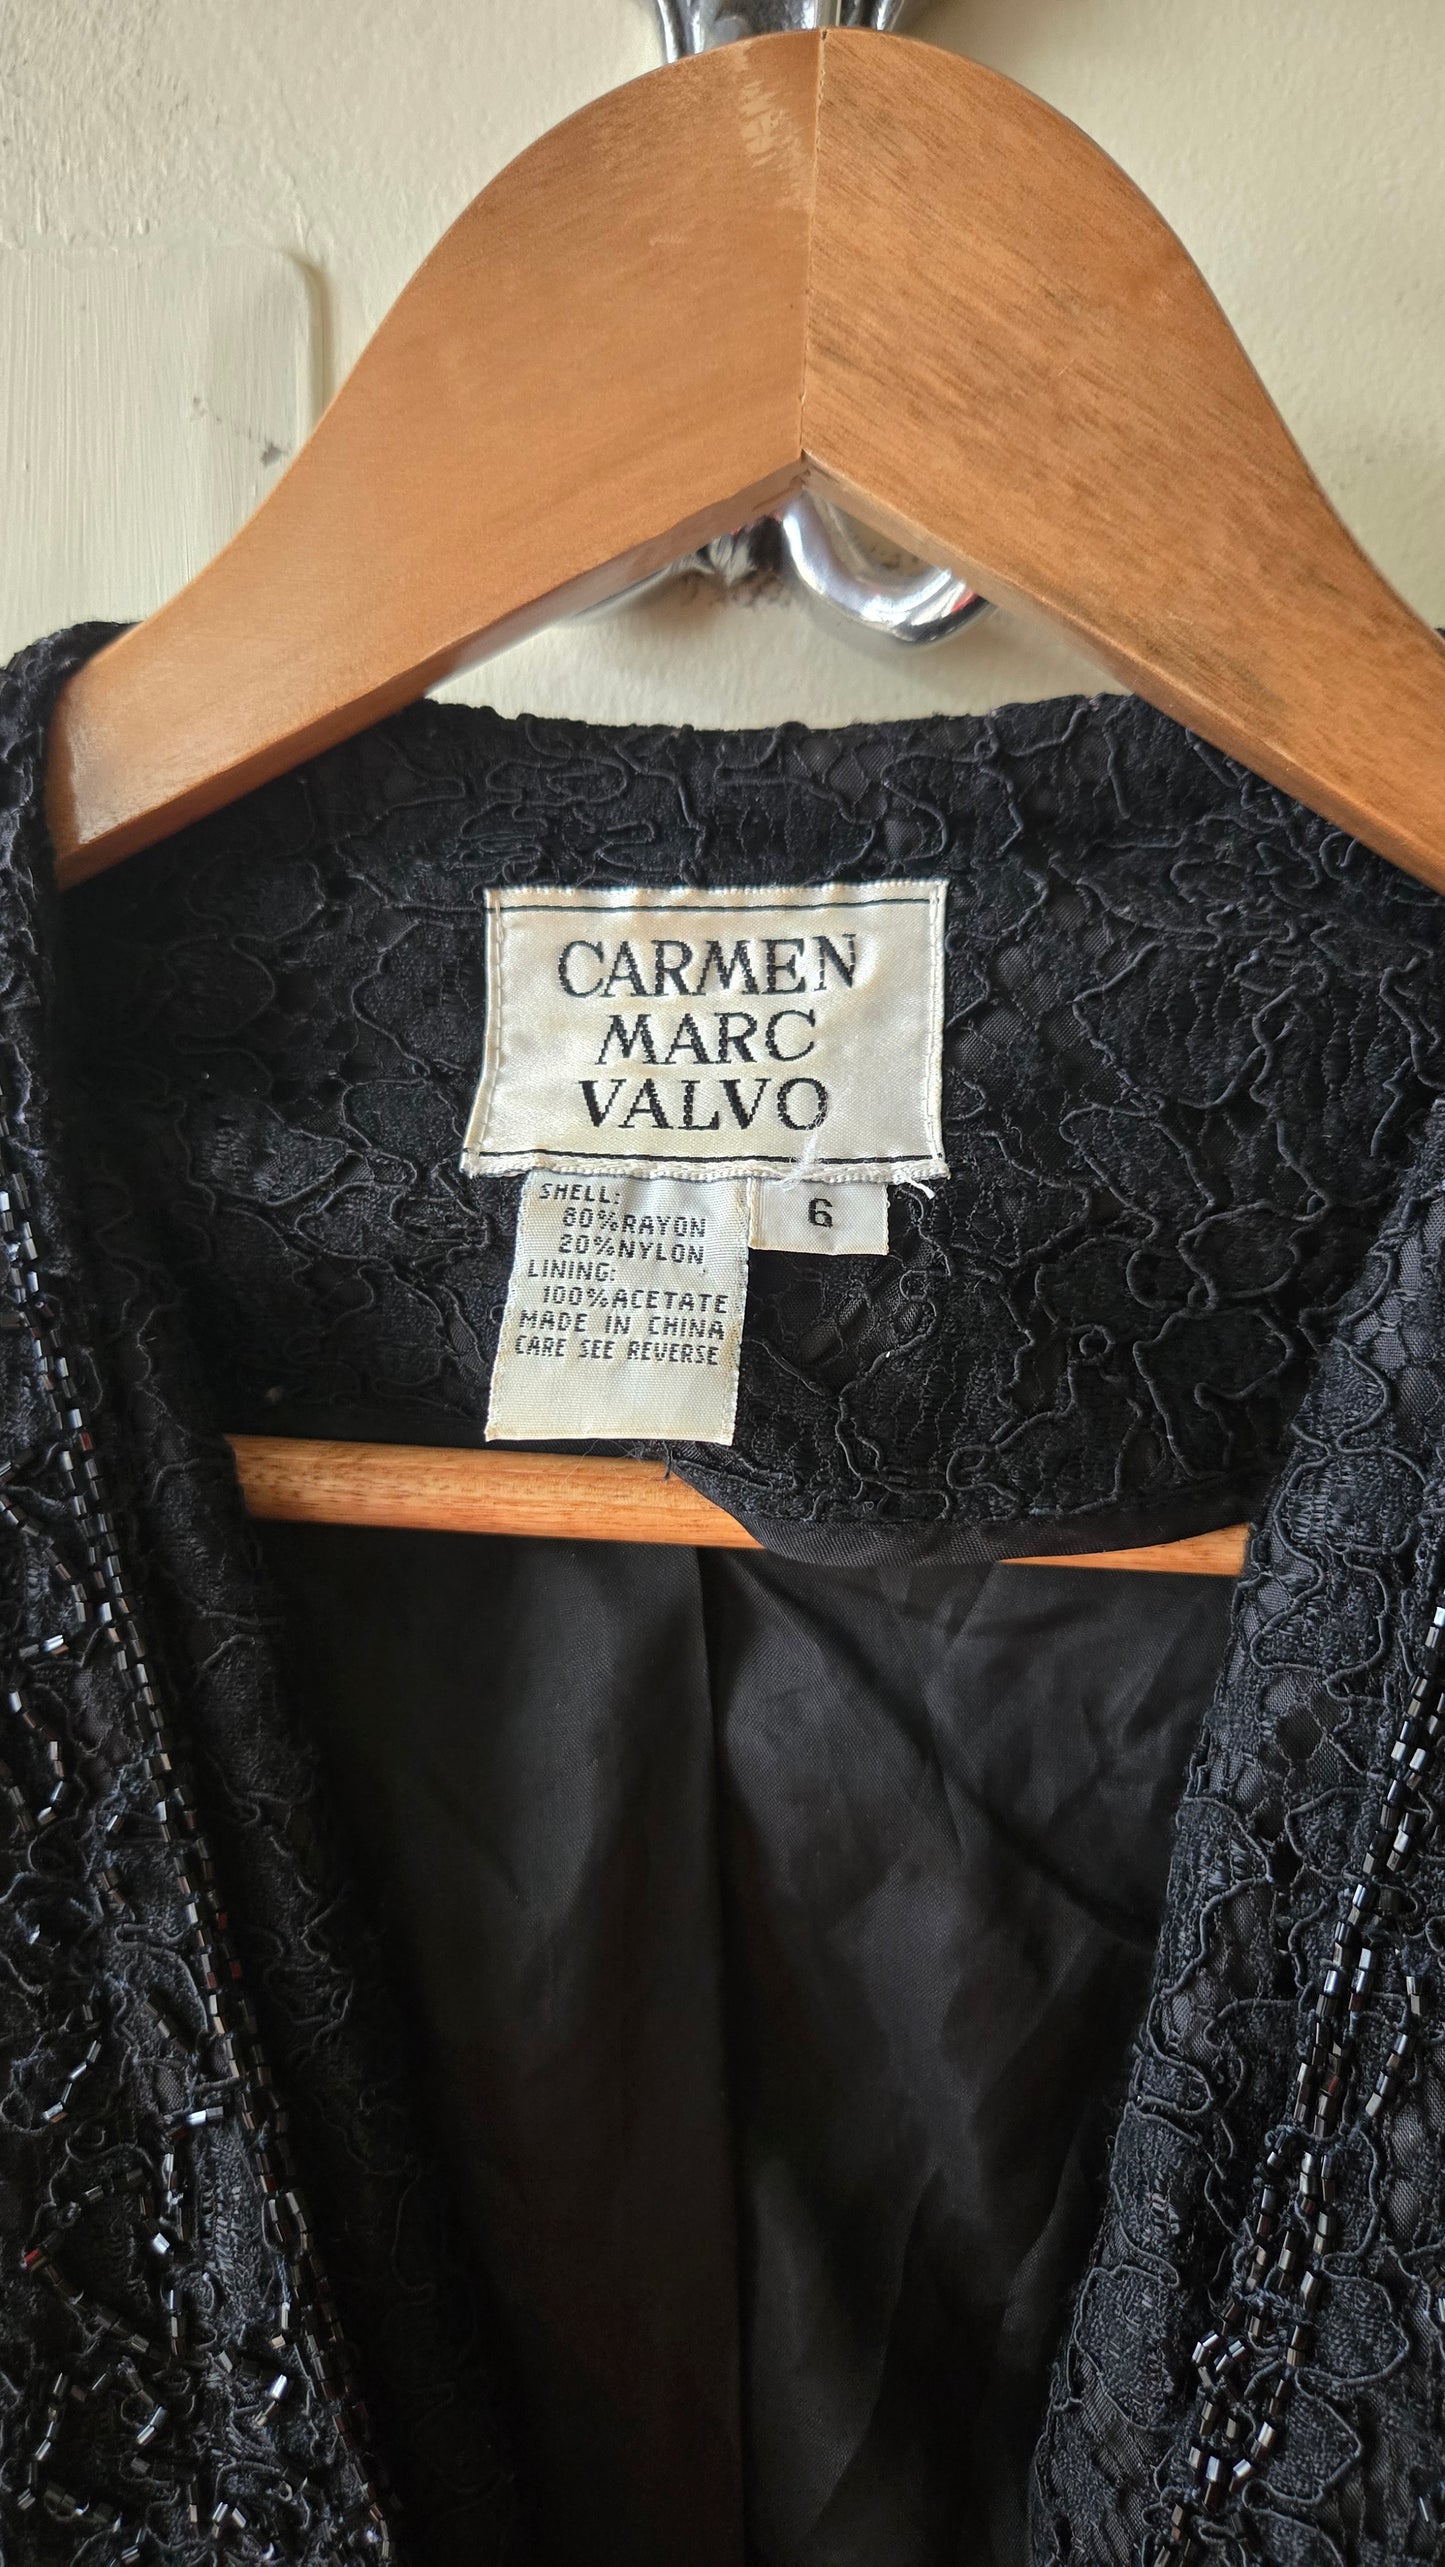 CARMEN
MARC
VALVO
6
SHELL:
80%RAYON
20%NYLON
LINING:
100%ACETATE
MADE IN CHINA
CARE SEE REVERSE